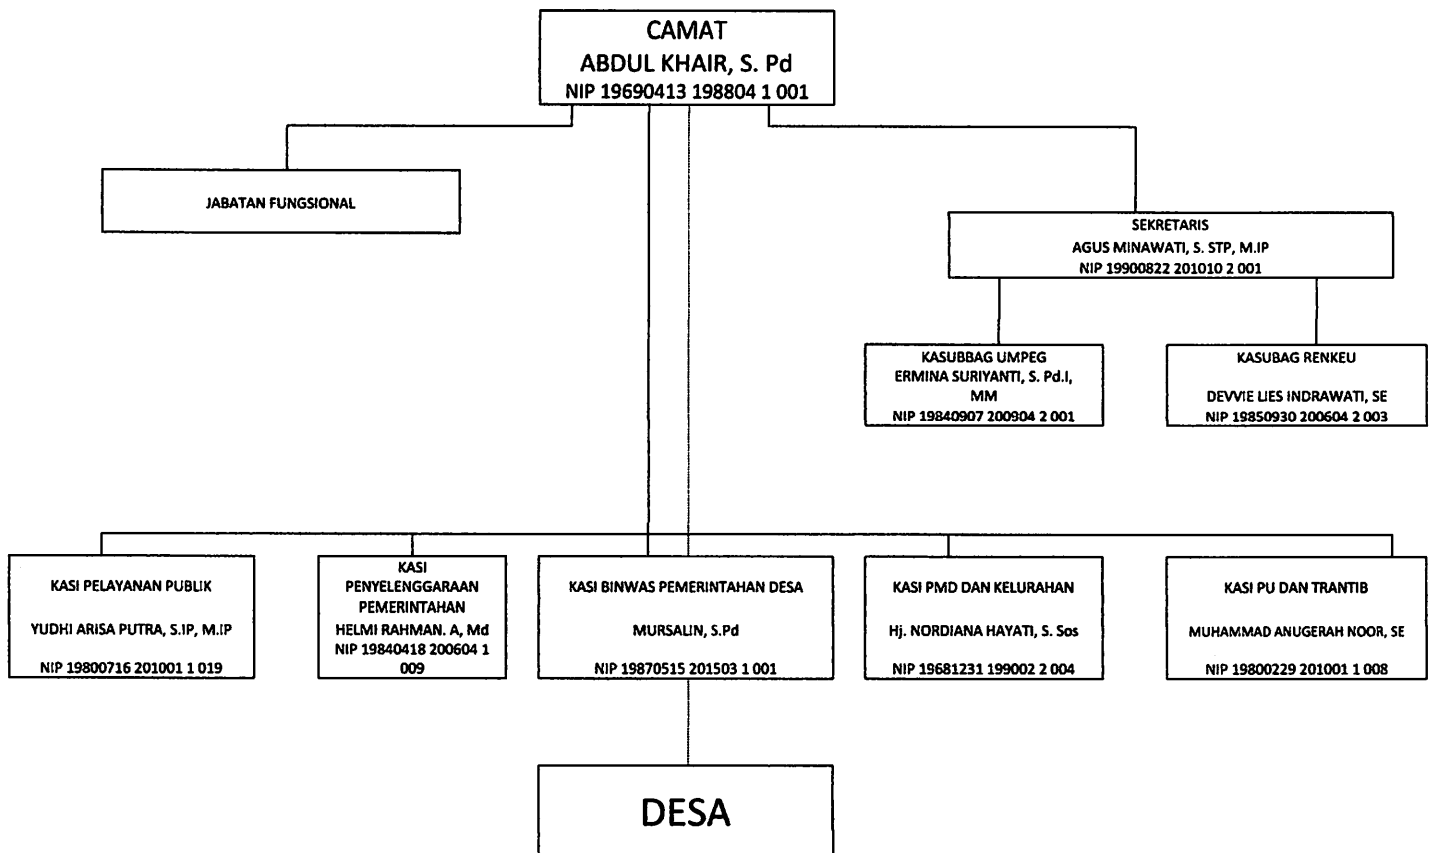 CAMAT
ABDUL KHAIR, S. Pd
NIP 19690413 198804 1 001
JABATAN FUNGSIONAL
SEKRETARIS
AGUS MINAWATI, S. STP, M.IP
NIP 19900822 201010 2 001
KASUBBAG UMPEG
ERMINA SURIYANTI, S. Pd.I,
MM
NIP 19840907 200904 2 001
KASUBAG RENKEU
DEVVIE LIES INDRAWATI, SE
NIP 19850930 200604 2 003
KASI PELAYANAN PUBLIK
YUDHI ARISA PUTRA, S.IP, M.IP
NIP 19800716 201001 1 019
KASI
PENYELENGGARAAN
PEMERINTAHAN
HELMI RAHMAN. A, Md
NIP 19840418 200604 1
009
KASI BINWAS PEMERINTAHAN DESA
MURSALIN, S.Pd
NIP 19870515 201503 1 001
KASI PMD DAN KELURAHAN
Hj. NORDIANA HAYATI, S. Sos
NIP 19681231 199002 2 004
KASI PU DAN TRANTIB
MUHAMMAD ANUGERAH NOOR, SE
NIP 19800229 201001 1 008
DESA